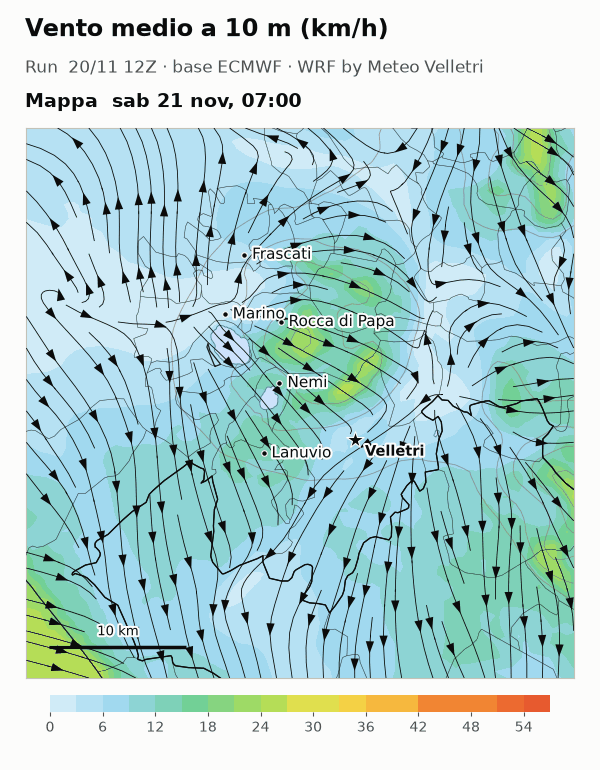 Vento medio a 10 m (km/h)
Run 20/11 12Z · base ECMWF · WRF by Meteo Velletri
Mappa sab 21 nov, 07:00
Frascati
Marino
Rocca di Papa
Nemi
Velletri
Lanuvio
10 km
0 6 12 18 24 30 36 42 48 54